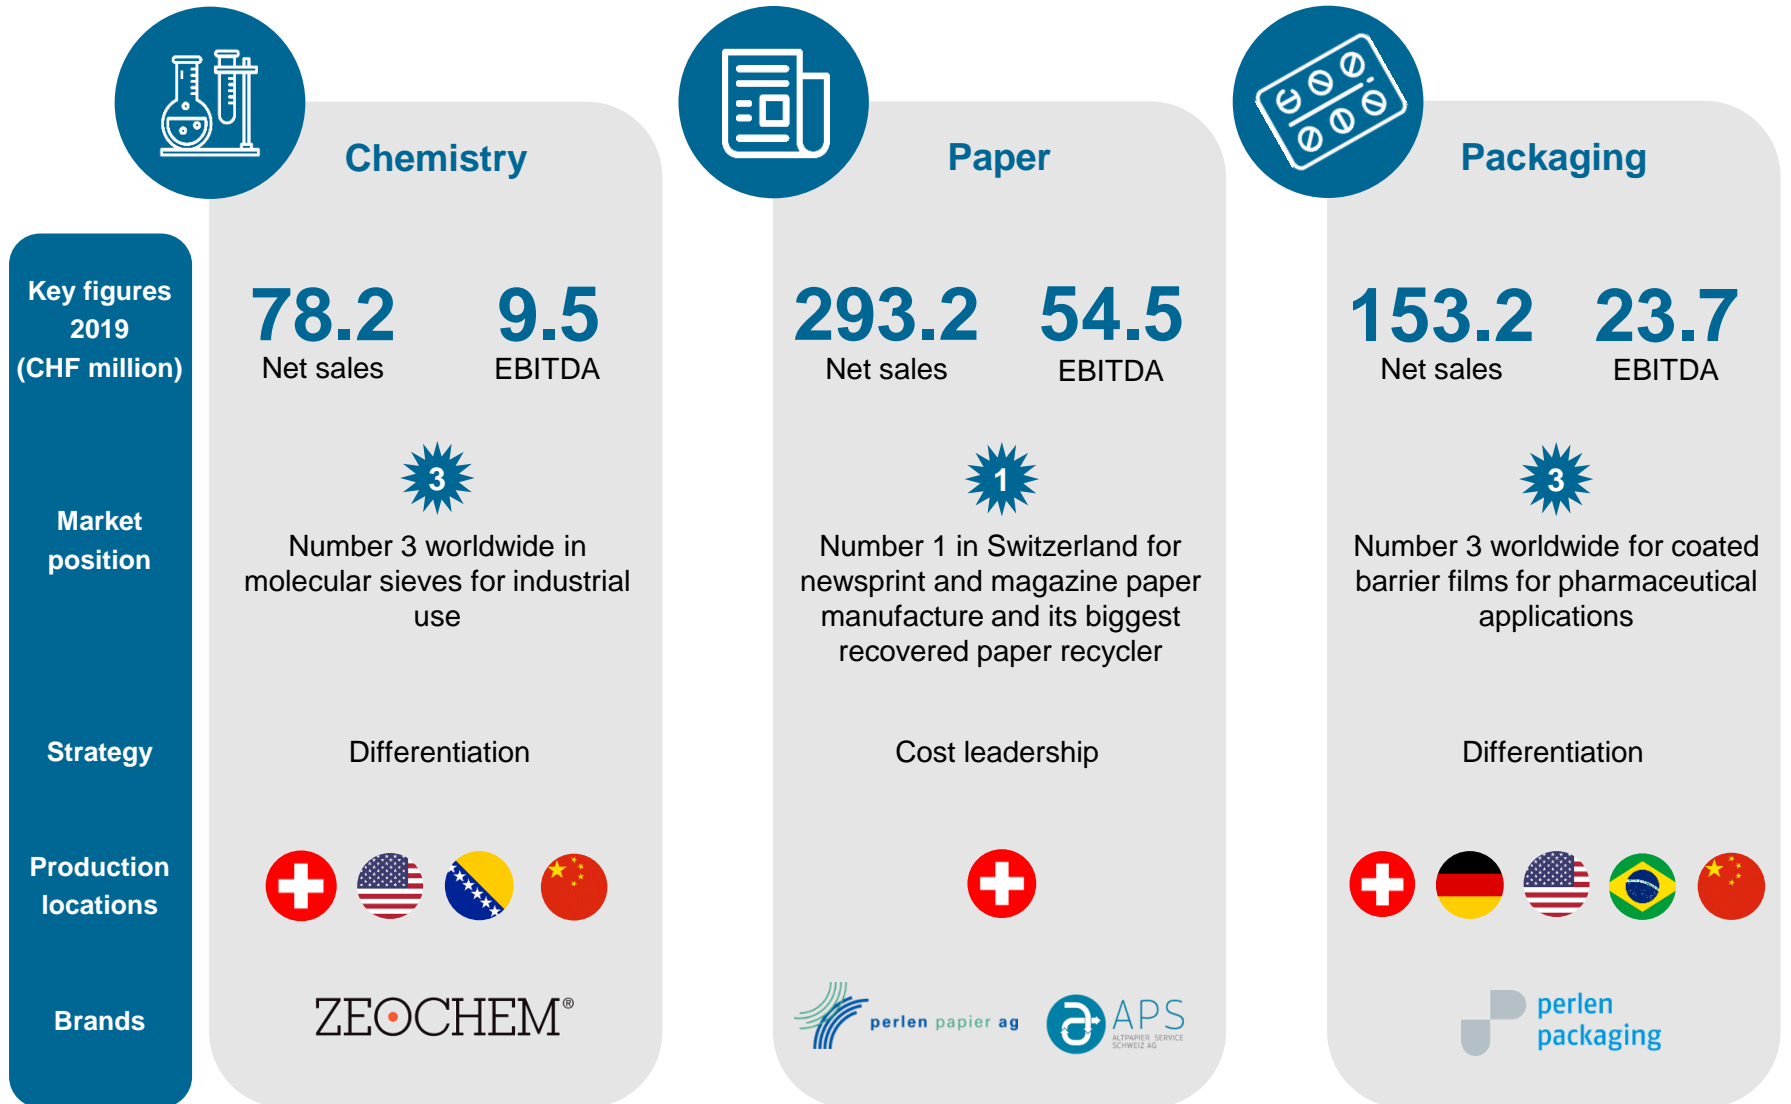 Chemistry
Paper
Packaging
Key figures
2019
(CHF million)
78.2
9.5
Net sales
EBITDA
293.2
54.5
Net sales
EBITDA
153.2
23.7
Net sales
EBITDA
Market
position
3
Number 3 worldwide in
molecular sieves for industrial
use
1
Number 1 in Switzerland for
newsprint and magazine paper
manufacture and its biggest
recovered paper recycler
3
Number 3 worldwide for coated
barrier films for pharmaceutical
applications
Strategy
Differentiation
Cost leadership
Differentiation
Production
locations
Brands
ZEOCHEM®
perlen papier ag
APS
ALTPAPIER SERVICE
SCHWEIZ AG
perlen
packaging